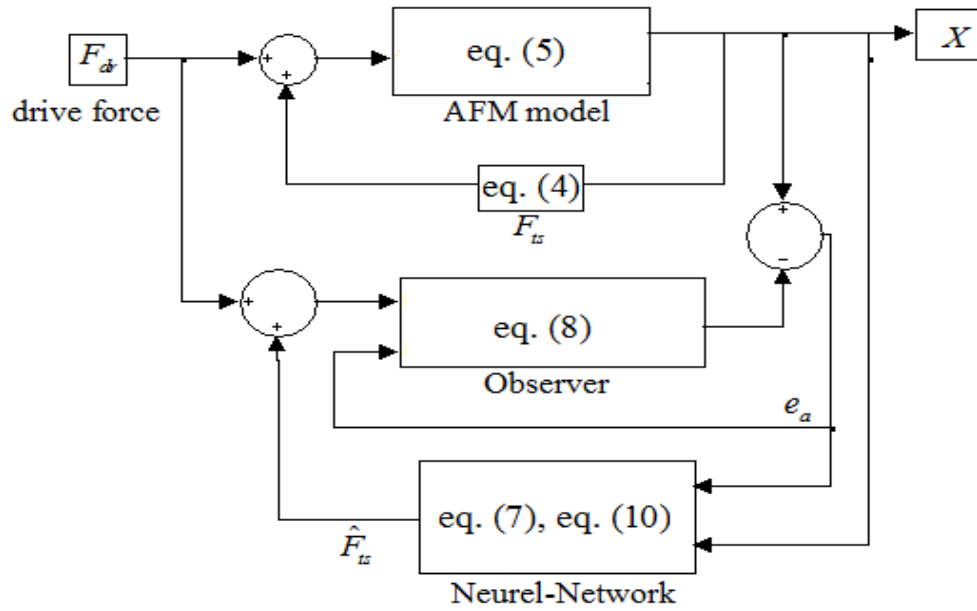 F_dr
drive force
+
+
eq. (5)
AFM model
X
eq. (4)
F_ts
+
−
+
+
eq. (8)
Observer
e_a
eq. (7), eq. (10)
F̂_ts
Neurel-Network